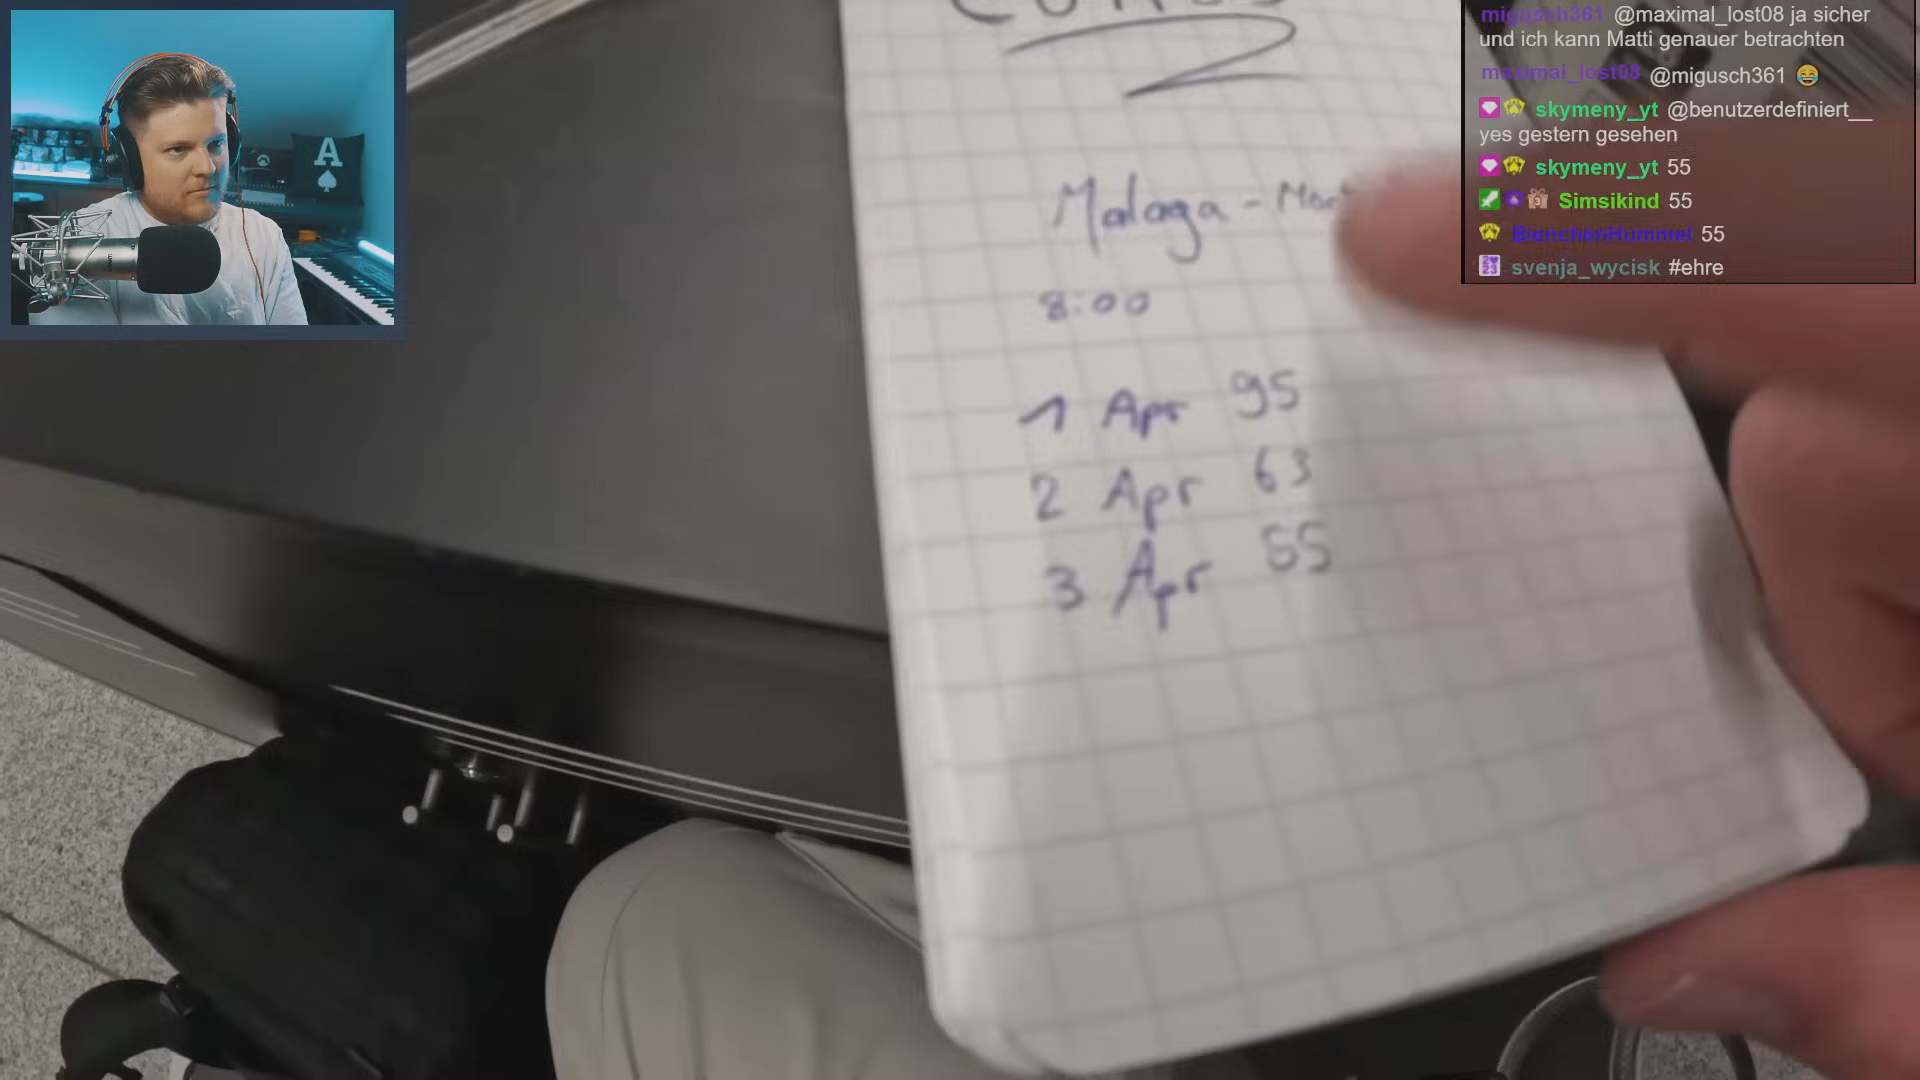 Malaga -
8:00
1 Apr 95
2 Apr 63
3 Apr 55
A
migusch361 @maximal_lost08 ja sicher
und ich kann Matti genauer betrachten
maximal_lost08 @migusch361 😂
skymeny_yt @benutzerdefiniert__
yes gestern gesehen
skymeny_yt 55
Simsikind 55
BienchenHummel 55
svenja_wycisk #ehre